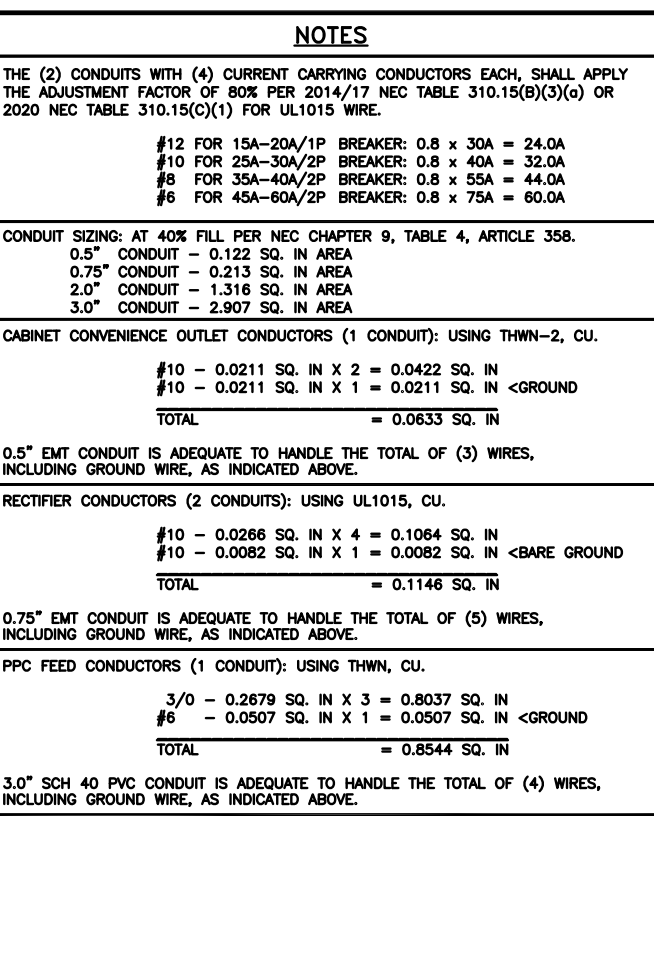 NOTES
THE (2) CONDUITS WITH (4) CURRENT CARRYING CONDUCTORS EACH, SHALL APPLY
THE ADJUSTMENT FACTOR OF 80% PER 2014/17 NEC TABLE 310.15(B)(3)(a) OR
2020 NEC TABLE 310.15(C)(1) FOR UL1015 WIRE.
#12 FOR 15A-20A/1P BREAKER: 0.8 x 30A = 24.0A
#10 FOR 25A-30A/2P BREAKER: 0.8 x 40A = 32.0A
#8 FOR 35A-40A/2P BREAKER: 0.8 x 55A = 44.0A
#6 FOR 45A-60A/2P BREAKER: 0.8 x 75A = 60.0A
CONDUIT SIZING: AT 40% FILL PER NEC CHAPTER 9, TABLE 4, ARTICLE 358.
0.5" CONDUIT - 0.122 SQ. IN AREA
0.75" CONDUIT - 0.213 SQ. IN AREA
2.0" CONDUIT - 1.316 SQ. IN AREA
3.0" CONDUIT - 2.907 SQ. IN AREA
CABINET CONVENIENCE OUTLET CONDUCTORS (1 CONDUIT): USING THWN-2, CU.
#10 - 0.0211 SQ. IN X 2 = 0.0422 SQ. IN
#10 - 0.0211 SQ. IN X 1 = 0.0211 SQ. IN <GROUND
TOTAL = 0.0633 SQ. IN
0.5" EMT CONDUIT IS ADEQUATE TO HANDLE THE TOTAL OF (3) WIRES,
INCLUDING GROUND WIRE, AS INDICATED ABOVE.
RECTIFIER CONDUCTORS (2 CONDUITS): USING UL1015, CU.
#10 - 0.0266 SQ. IN X 4 = 0.1064 SQ. IN
#10 - 0.0082 SQ. IN X 1 = 0.0082 SQ. IN <BARE GROUND
TOTAL = 0.1146 SQ. IN
0.75" EMT CONDUIT IS ADEQUATE TO HANDLE THE TOTAL OF (5) WIRES,
INCLUDING GROUND WIRE, AS INDICATED ABOVE.
PPC FEED CONDUCTORS (1 CONDUIT): USING THWN, CU.
3/0 - 0.2679 SQ. IN X 3 = 0.8037 SQ. IN
#6 - 0.0507 SQ. IN X 1 = 0.0507 SQ. IN <GROUND
TOTAL = 0.8544 SQ. IN
3.0" SCH 40 PVC CONDUIT IS ADEQUATE TO HANDLE THE TOTAL OF (4) WIRES,
INCLUDING GROUND WIRE, AS INDICATED ABOVE.